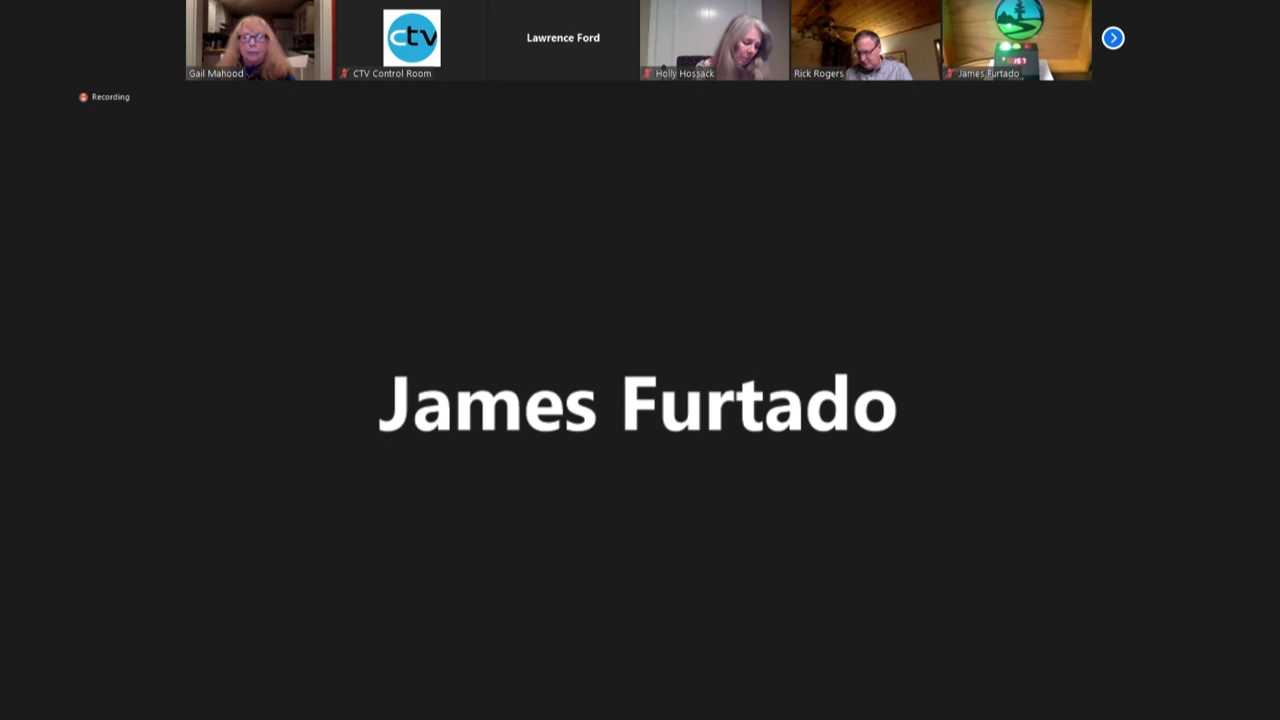 Gail Mahood
ctv
CTV Control Room
Lawrence Ford
Holly Hossack
Rick Rogers
James Furtado
Recording
James Furtado